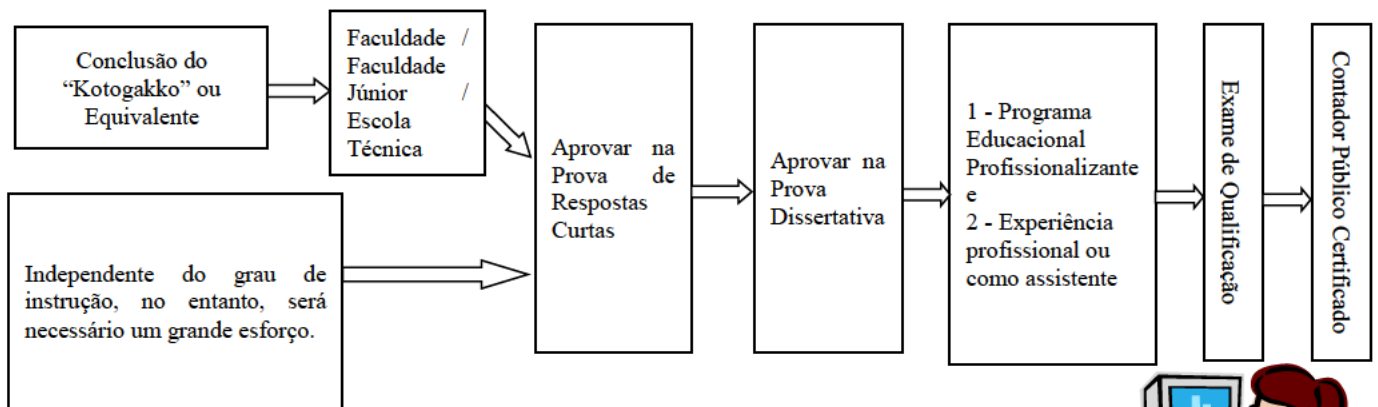 Conclusão do
“Kotogakko” ou
Equivalente
Faculdade /
Faculdade
Júnior /
Escola
Técnica
Independente do grau de
instrução, no entanto, será
necessário um grande esforço.
Aprovar na
Prova de
Respostas
Curtas
Aprovar na
Prova
Dissertativa
1 - Programa
Educacional
Profissionalizante
e
2 - Experiência
profissional ou
como assistente
Exame de Qualificação
Contador Público Certificado